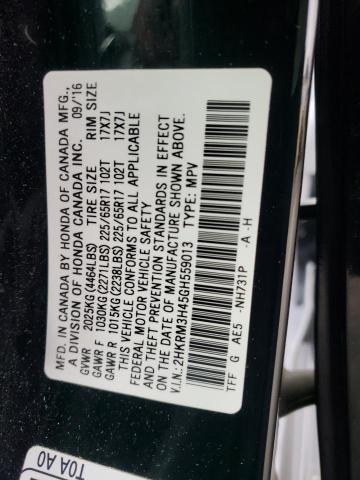 MFD. IN CANADA BY HONDA OF CANADA MFG.,
A DIVISION OF HONDA CANADA INC. 09/'16
GVWR 2025KG (4464LBS) TIRE SIZE RIM SIZE
GAWR F 1030KG (2271LBS) 225/65R17 102T 17X7J
GAWR R 1015KG (2238LBS) 225/65R17 102T 17X7J
THIS VEHICLE CONFORMS TO ALL APPLICABLE
FEDERAL MOTOR VEHICLE SAFETY
AND THEFT PREVENTION STANDARDS IN EFFECT
ON THE DATE OF MANUFACTURE SHOWN ABOVE.
V.I.N.: 2HKRM3H45GH559013 TYPE: MPV
TFF G AE5 -NH731P -A -H
T0A A0